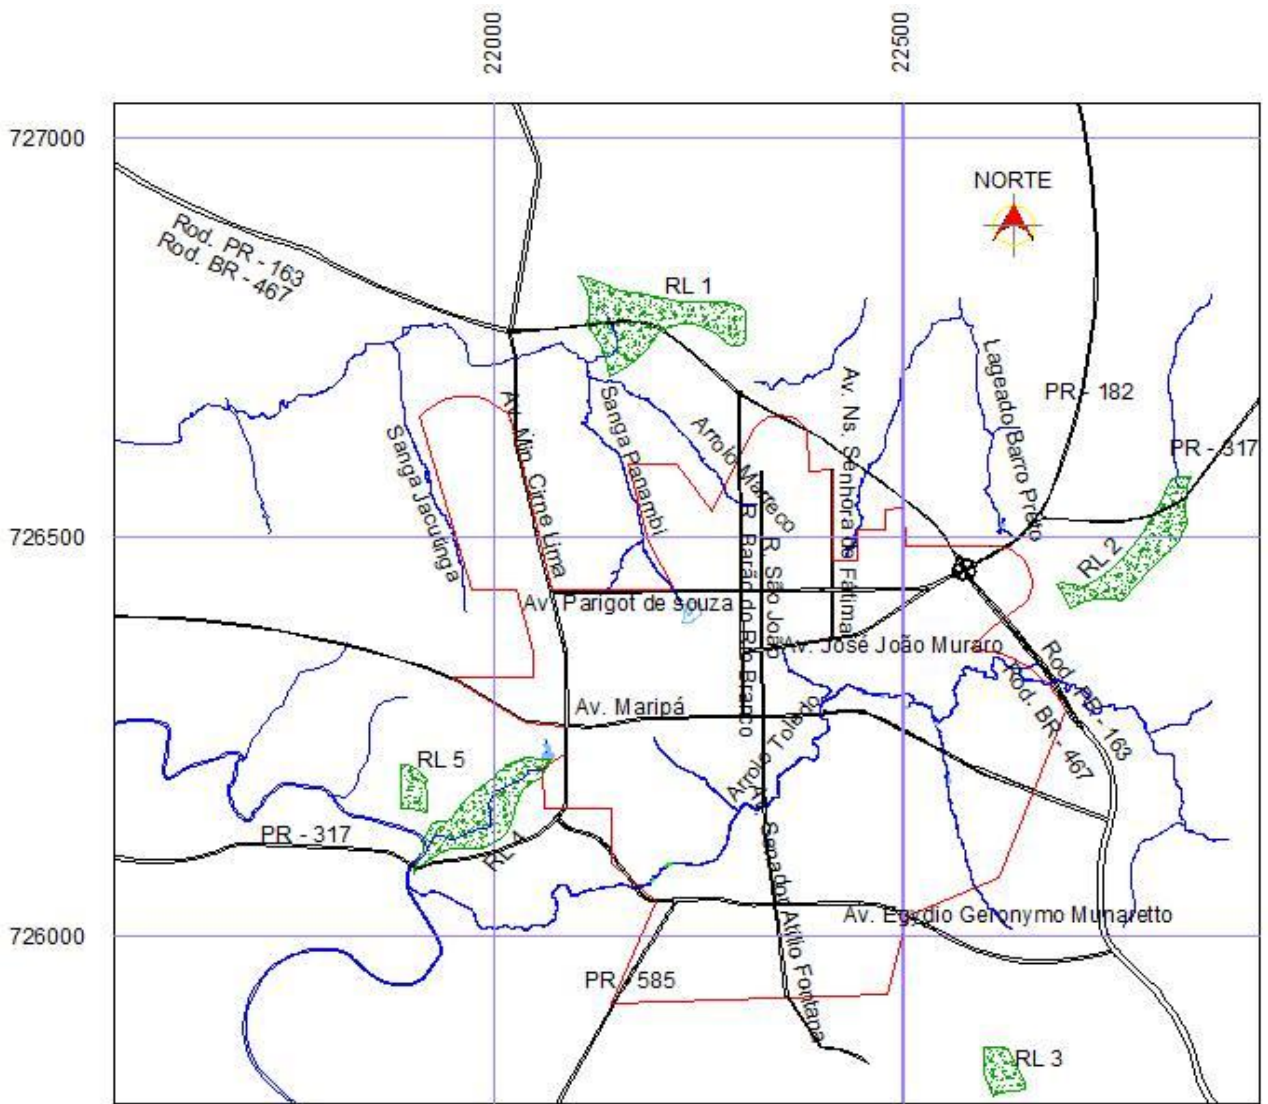 22000
22500
727000
NORTE
Rod. PR - 163
Rod. BR - 467
RL 1
Lageado/Barro Preto
PR - 182
Av. Ns. Senhora de Fátima
Av. Min. Cirne Lima
Sanga Panambi
Arroio Marreco
Sanga Jacutinga
PR - 317
726500
RL 2
R. Barão do Rio Branco
R. São João
Av. Parigot de souza
Av. José João Muraro
Rod. PR - 163
Rod. BR - 467
Av. Maripá
Arroio Toledo
RL 5
PR - 317
RL 4
Senador Atílio Fontana
Av. Egydio Geronymo Munaretto
726000
PR - 585
RL 3